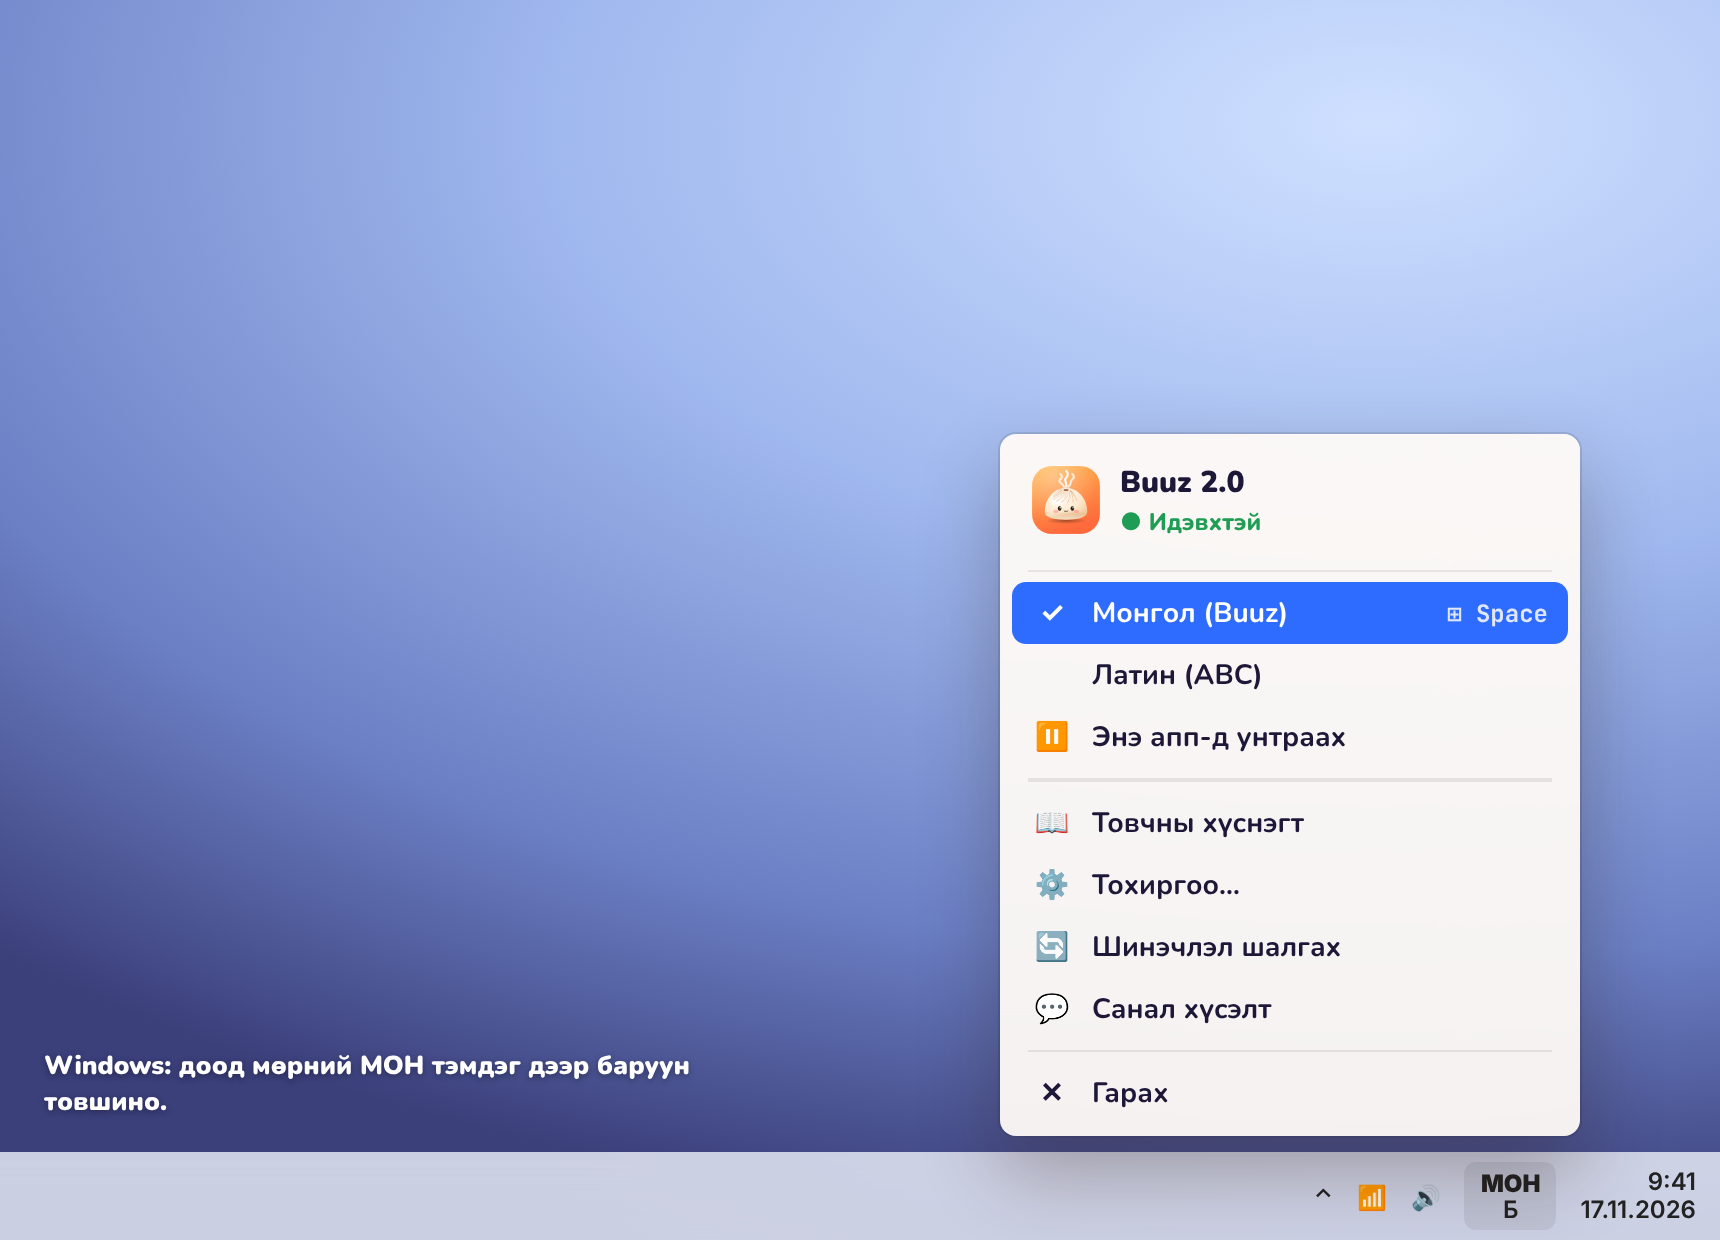 Buuz 2.0
Идэвхтэй
Монгол (Buuz) ⊞ Space
Латин (ABC)
Энэ апп-д унтраах
Товчны хүснэгт
Тохиргоо...
Шинэчлэл шалгах
Санал хүсэлт
Гарах
Windows: доод мөрний МОН тэмдэг дээр баруун
товшино.
МОН
Б
9:41
17.11.2026